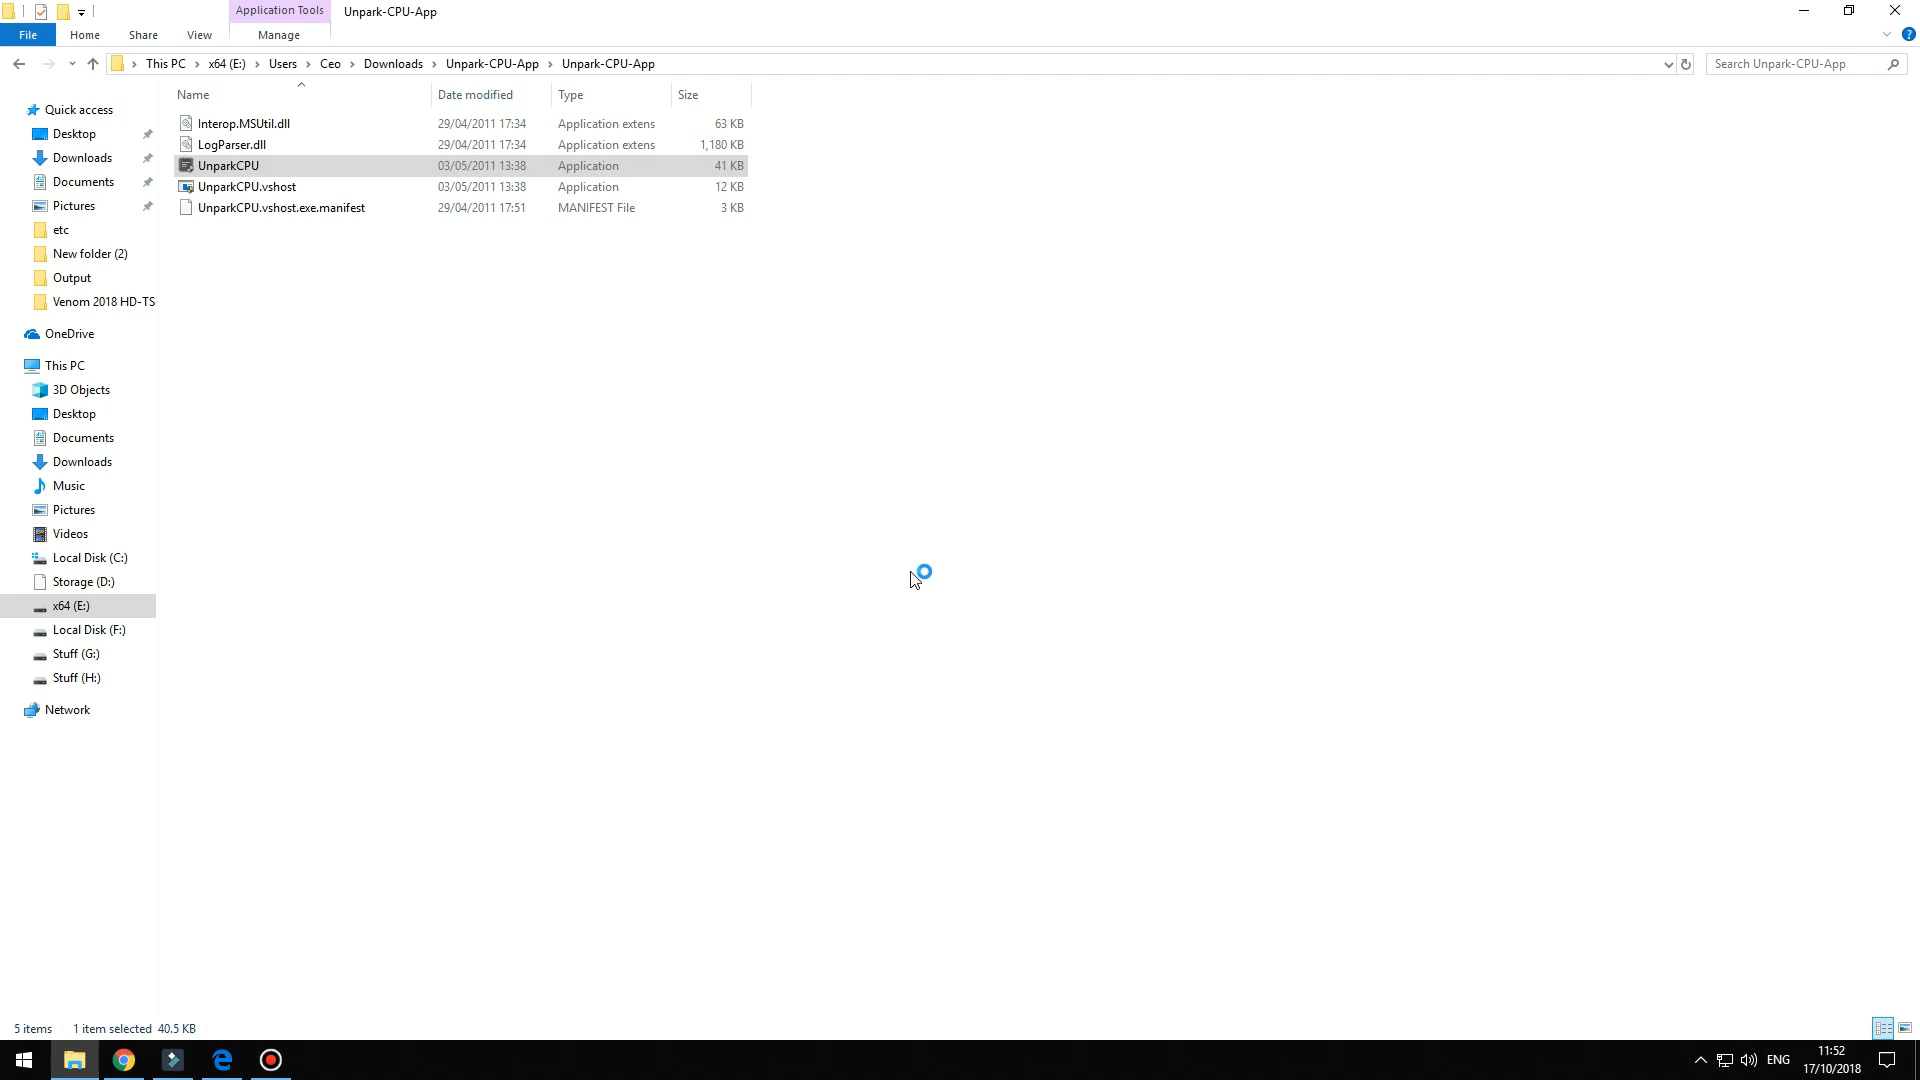 Application Tools
Unpark-CPU-App
File
Home
Share
View
Manage
This PC
x64 (E:)
Users
Ceo
Downloads
Unpark-CPU-App
Unpark-CPU-App
Search Unpark-CPU-App
Name
Date modified
Type
Size
Interop.MSUtil.dll 29/04/2011 17:34 Application extens 63 KB
LogParser.dll 29/04/2011 17:34 Application extens 1,180 KB
UnparkCPU 03/05/2011 13:38 Application 41 KB
UnparkCPU.vshost 03/05/2011 13:38 Application 12 KB
UnparkCPU.vshost.exe.manifest 29/04/2011 17:51 MANIFEST File 3 KB
Quick access
Desktop
Downloads
Documents
Pictures
etc
New folder (2)
Output
Venom 2018 HD-TS
OneDrive
This PC
3D Objects
Desktop
Documents
Downloads
Music
Pictures
Videos
Local Disk (C:)
Storage (D:)
x64 (E:)
Local Disk (F:)
Stuff (G:)
Stuff (H:)
Network
5 items 1 item selected 40.5 KB
ENG
11:52
17/10/2018